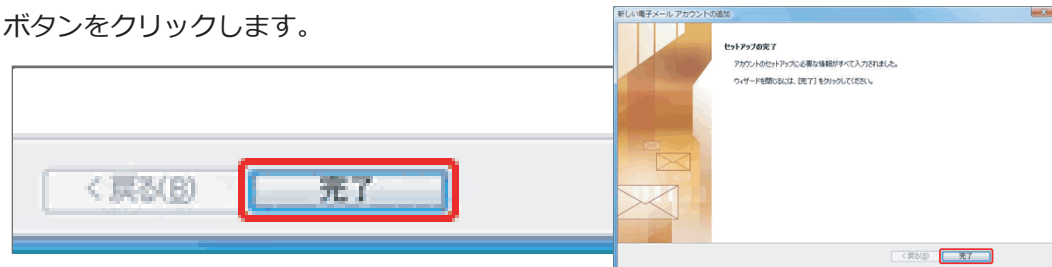 ボタンをクリックします。
< 戻る(B)
完了
新しい電子メール アカウントの追加
セットアップの完了
アカウントのセットアップに必要な情報がすべて入力されました。
ウィザードを閉じるには、[完了] をクリックしてください。
< 戻る(B)
完了